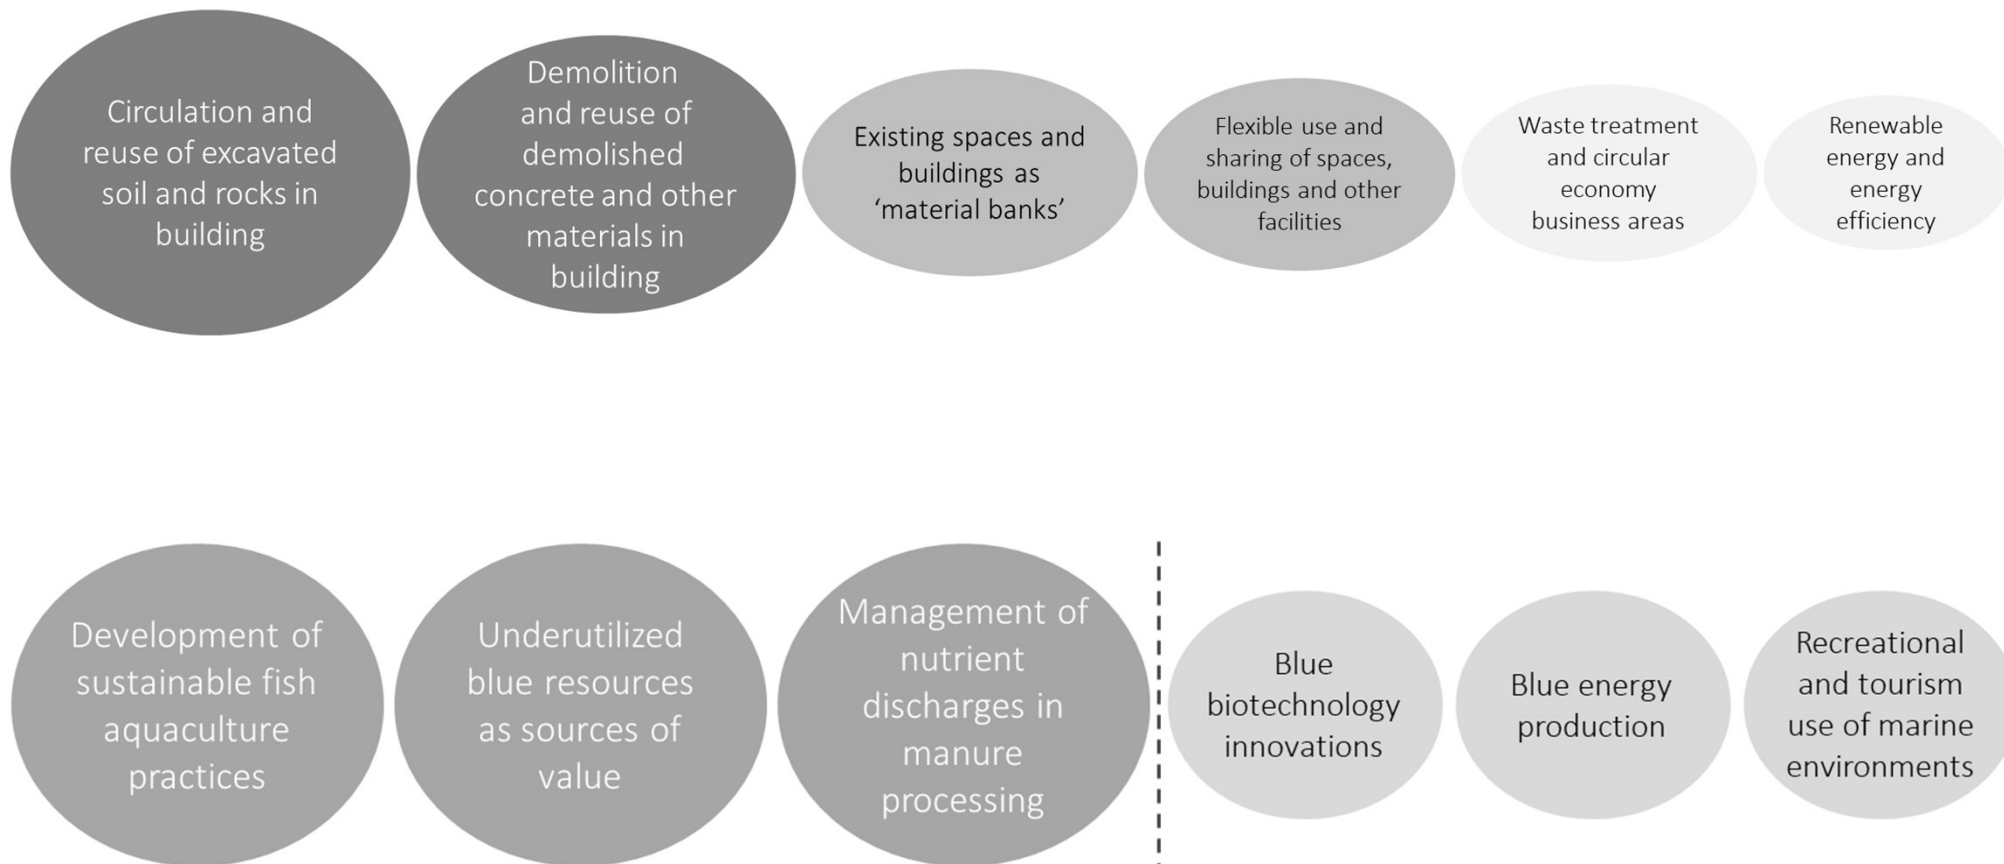 Circulation and
reuse of excavated
soil and rocks in
building
Demolition
and reuse of
demolished
concrete and other
materials in
building
Existing spaces and
buildings as
‘material banks’
Flexible use and
sharing of spaces,
buildings and other
facilities
Waste treatment
and circular
economy
business areas
Renewable
energy and
energy
efficiency
Development of
sustainable fish
aquaculture
practices
Underutilized
blue resources
as sources of
value
Management of
nutrient
discharges in
manure
processing
Blue
biotechnology
innovations
Blue energy
production
Recreational
and tourism
use of marine
environments